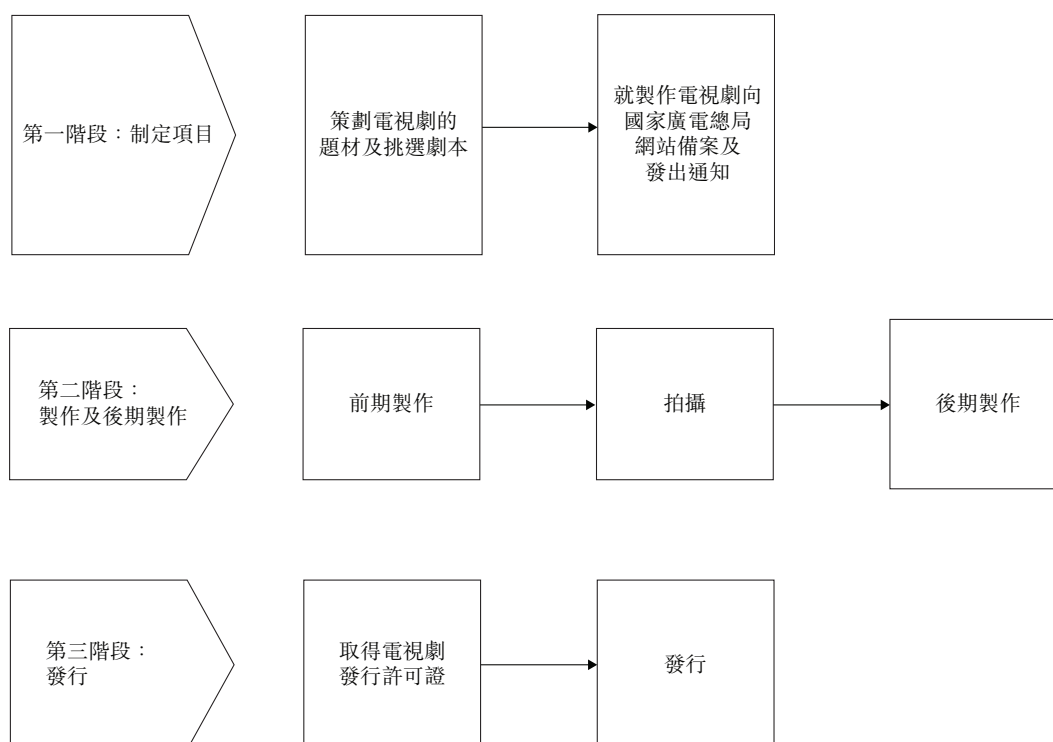 第一階段：制定項目
策劃電視劇的
題材及挑選劇本
就製作電視劇向
國家廣電總局
網站備案及
發出通知
第二階段：
製作及後期製作
前期製作
拍攝
後期製作
第三階段：
發行
取得電視劇
發行許可證
發行